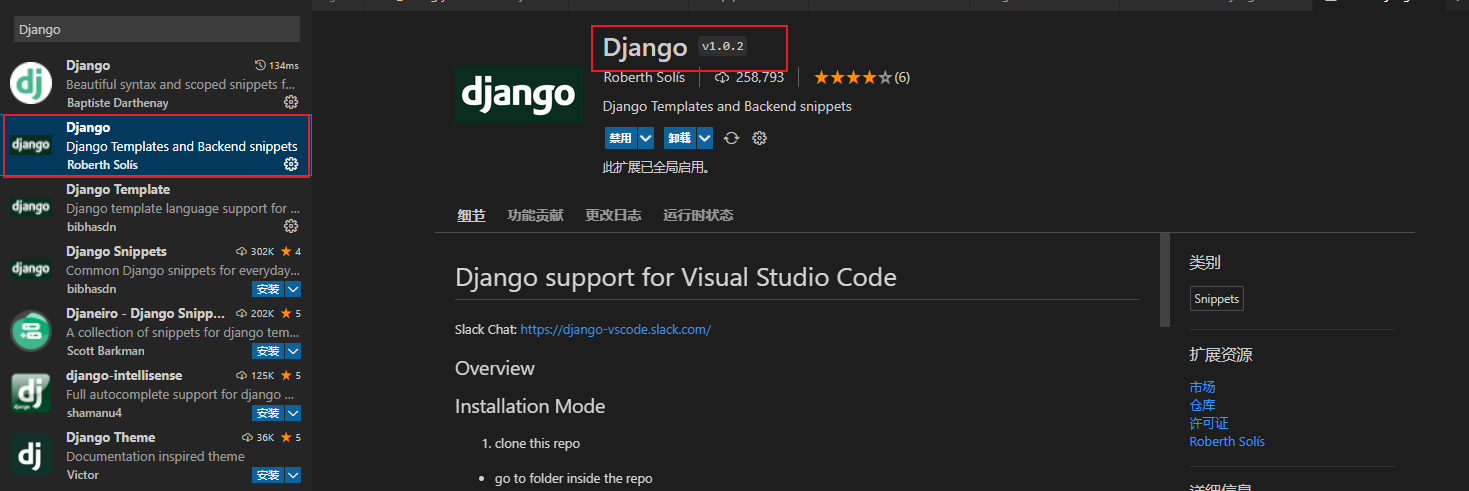 Django
Django
134ms
Beautiful syntax and scoped snippets f...
Baptiste Darthenay
Django
Django Templates and Backend snippets
Roberth Solís
Django Template
Django template language support for ...
bibhasdn
Django Snippets 302K 4
Common Django snippets for everyday...
bibhasdn 安装
Djaneiro - Django Snipp... 202K 5
A collection of snippets for django tem...
Scott Barkman 安装
django-intellisense 125K 5
Full autocomplete support for django ...
shamanu4 安装
Django Theme 36K 5
Documentation inspired theme
Victor 安装
django
Django v1.0.2
Roberth Solís 258,793 (6)
Django Templates and Backend snippets
禁用 卸载
此扩展已全局启用。
细节 功能贡献 更改日志 运行时状态
Django support for Visual Studio Code
Slack Chat: https://django-vscode.slack.com/
Overview
Installation Mode
1. clone this repo
• go to folder inside the repo
类别
Snippets
扩展资源
市场
仓库
许可证
Roberth Solís
详细信息